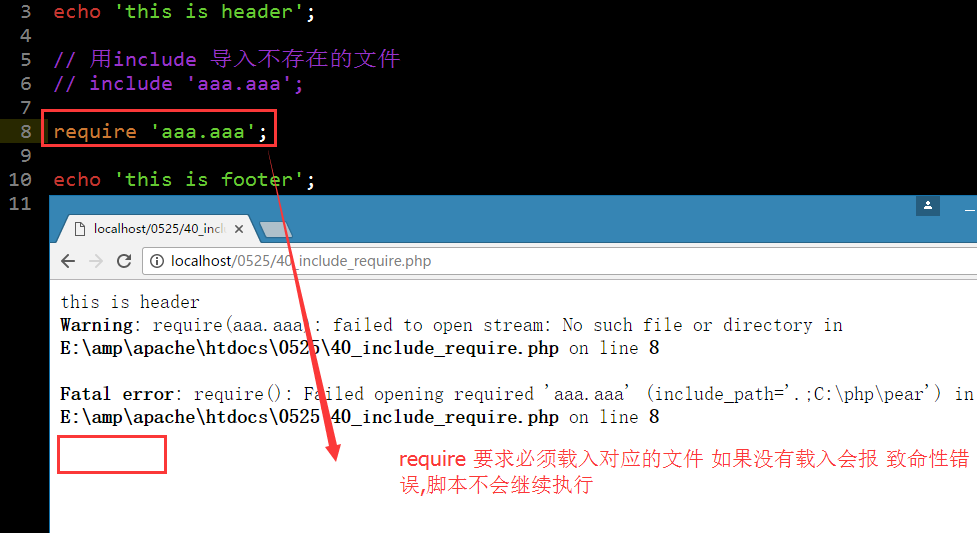 3 echo 'this is header';
4
5 // 用include 导入不存在的文件
6 // include 'aaa.aaa';
7
8 require 'aaa.aaa';
9
10 echo 'this is footer';
11
localhost/0525/40_inclu
localhost/0525/40_include_require.php
this is header
Warning: require(aaa.aaa): failed to open stream: No such file or directory in
E:\amp\apache\htdocs\0525\40_include_require.php on line 8
Fatal error: require(): Failed opening required 'aaa.aaa' (include_path='.;C:\php\pear') in
E:\amp\apache\htdocs\0525\40_include_require.php on line 8
require 要求必须载入对应的文件 如果没有载入会报 致命性错
误,脚本不会继续执行